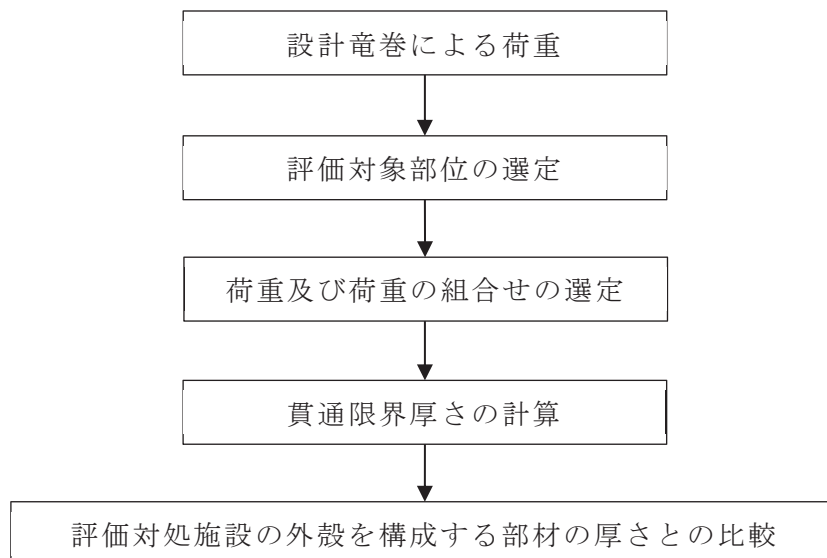 設計竜巻による荷重
評価対象部位の選定
荷重及び荷重の組合せの選定
貫通限界厚さの計算
評価対処施設の外殻を構成する部材の厚さとの比較